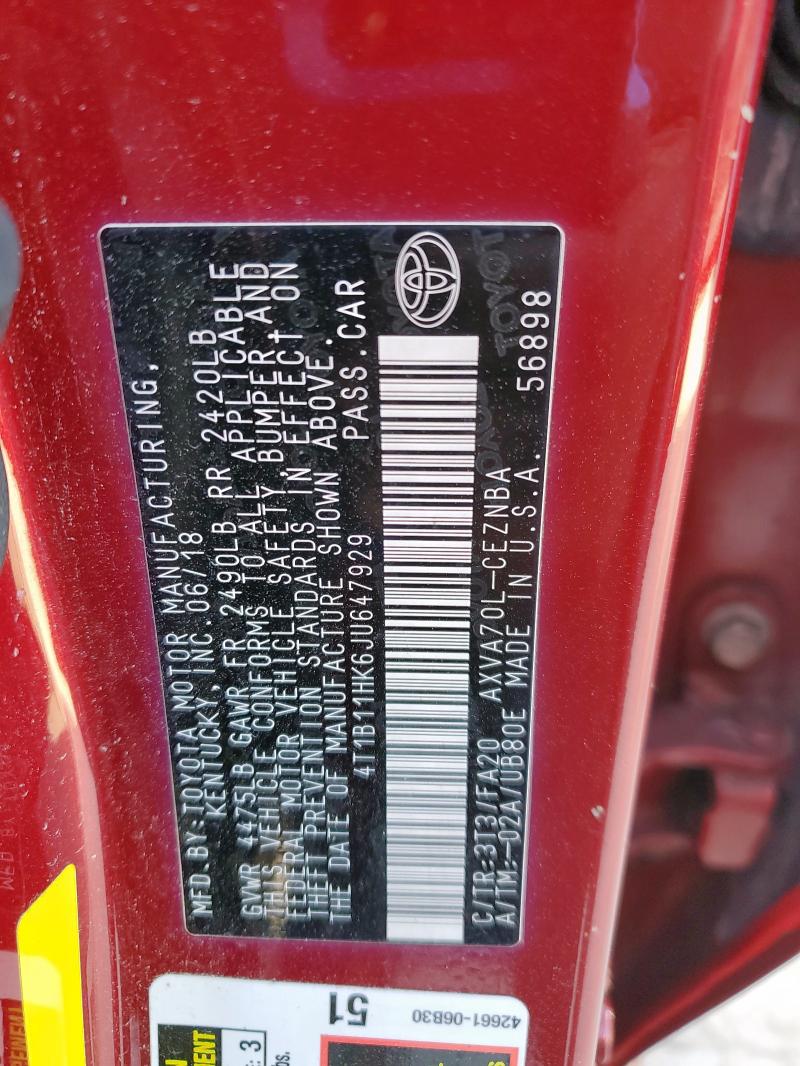 MFD.BY:TOYOTA MOTOR MANUFACTURING,
KENTUCKY, INC.06/18
GVWR 4475LB GAWR FR 2490LB RR 2420LB
THIS VEHICLE CONFORMS TO ALL APPLICABLE
FEDERAL MOTOR VEHICLE SAFETY,BUMPER,AND
THEFT PREVENTION STANDARDS IN EFFECT ON
THE DATE OF MANUFACTURE SHOWN ABOVE.
4T1B11HK6JU647929 PASS.CAR
C/TR:3T3/FA20 AXVA70L-CEZNBA
A/TM:-02A/UB80E MADE IN U.S.A. 56898
TOYOTA
51
42661-06B30
3